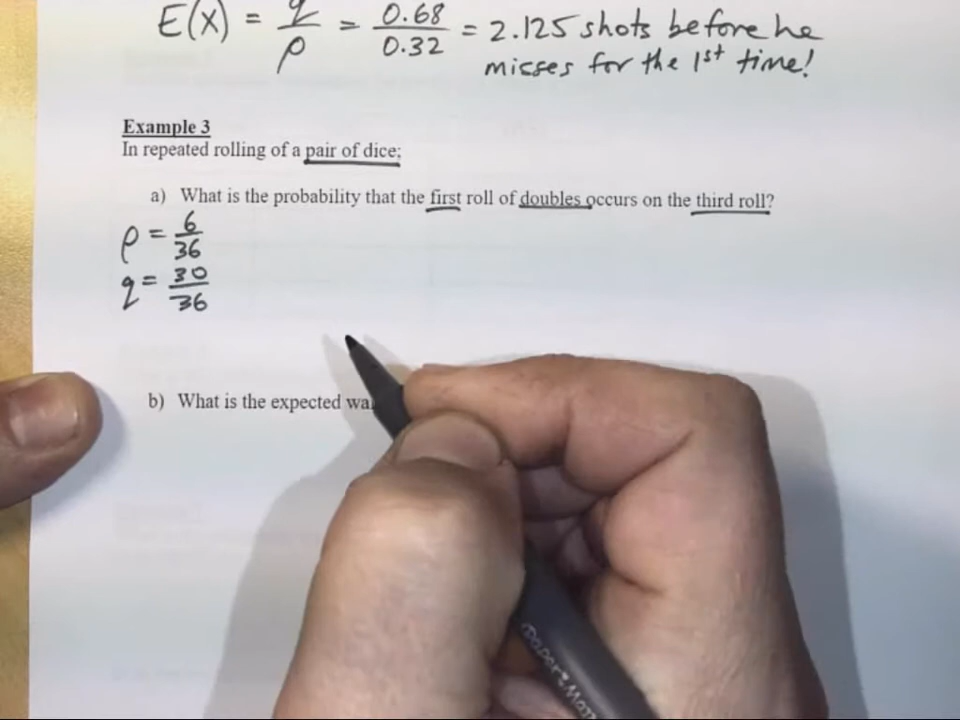 E(X) = q/p = 0.68/0.32 = 2.125 shots before he
misses for the 1st time!
Example 3
In repeated rolling of a pair of dice;
a) What is the probability that the first roll of doubles occurs on the third roll?
p = 6/36
q = 30/36
b) What is the expected
PaperMate